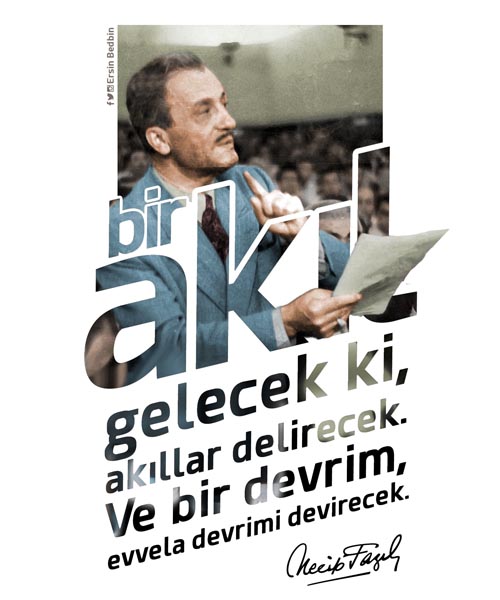 Ersin Bedbin
bir
akıl
gelecek ki,
akıllar delirecek.
Ve bir devrim,
evvela devrimi devirecek.
Necip Fazıl